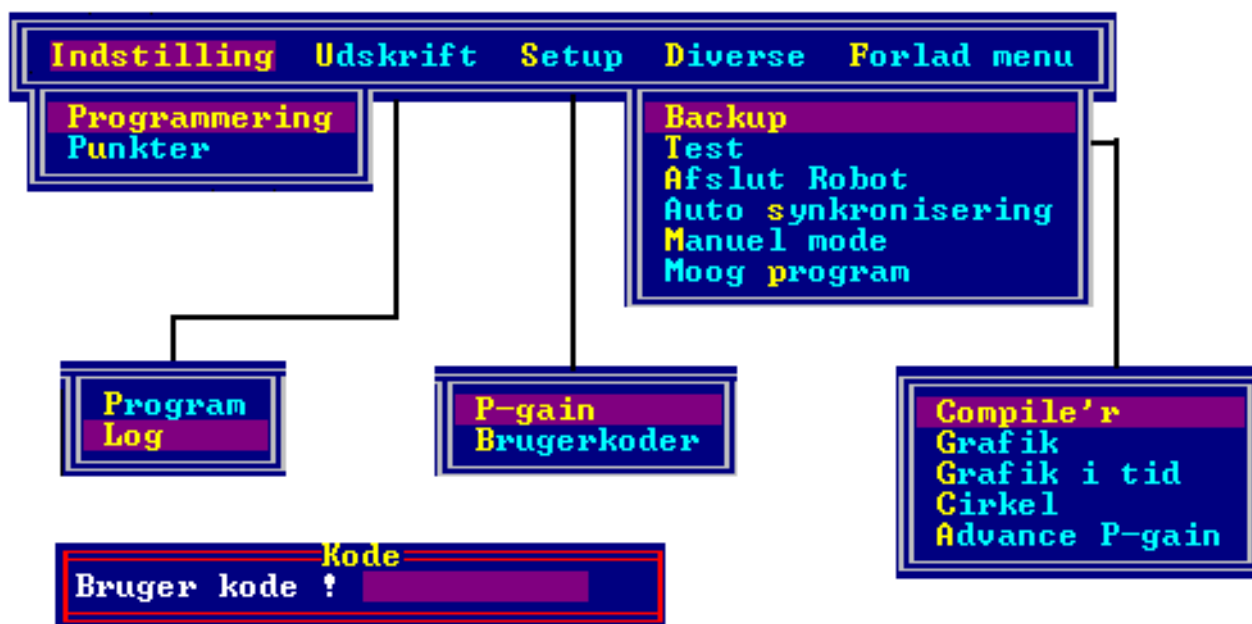 Indstilling Udskrift Setup Diverse Forlad menu
Programmering
Punkter
Backup
Test
Afslut Robot
Auto synkronisering
Manuel mode
Moog program
Program
Log
P-gain
Brugerkoder
Compile'r
Grafik
Grafik i tid
Cirkel
Advance P-gain
Kode
Bruger kode !